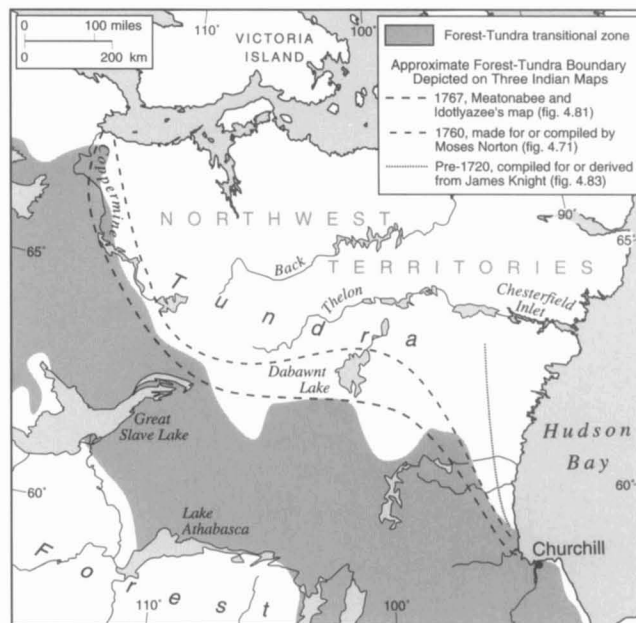 0 100 miles
0 200 km
110
100
VICTORIA
ISLAND
Forest-Tundra transitional zone
Approximate Forest-Tundra Boundary
Depicted on Three Indian Maps
1767, Meatonabee and
Idotlyazee's map (fig. 4.81)
1760, made for or compiled by
Moses Norton (fig. 4.71)
Pre-1720, compiled for or derived
from James Knight (fig. 4.83)
Coppermine
90
65°
65°
NORTHWEST
TERRITORIES
Back
Tundra
Thelon
Chesterfield
Inlet
Dabawnt
Lake
Great
Slave Lake
Hudson
Bay
60°
60°
Lake
Athabasca
Churchill
Forest
110
100